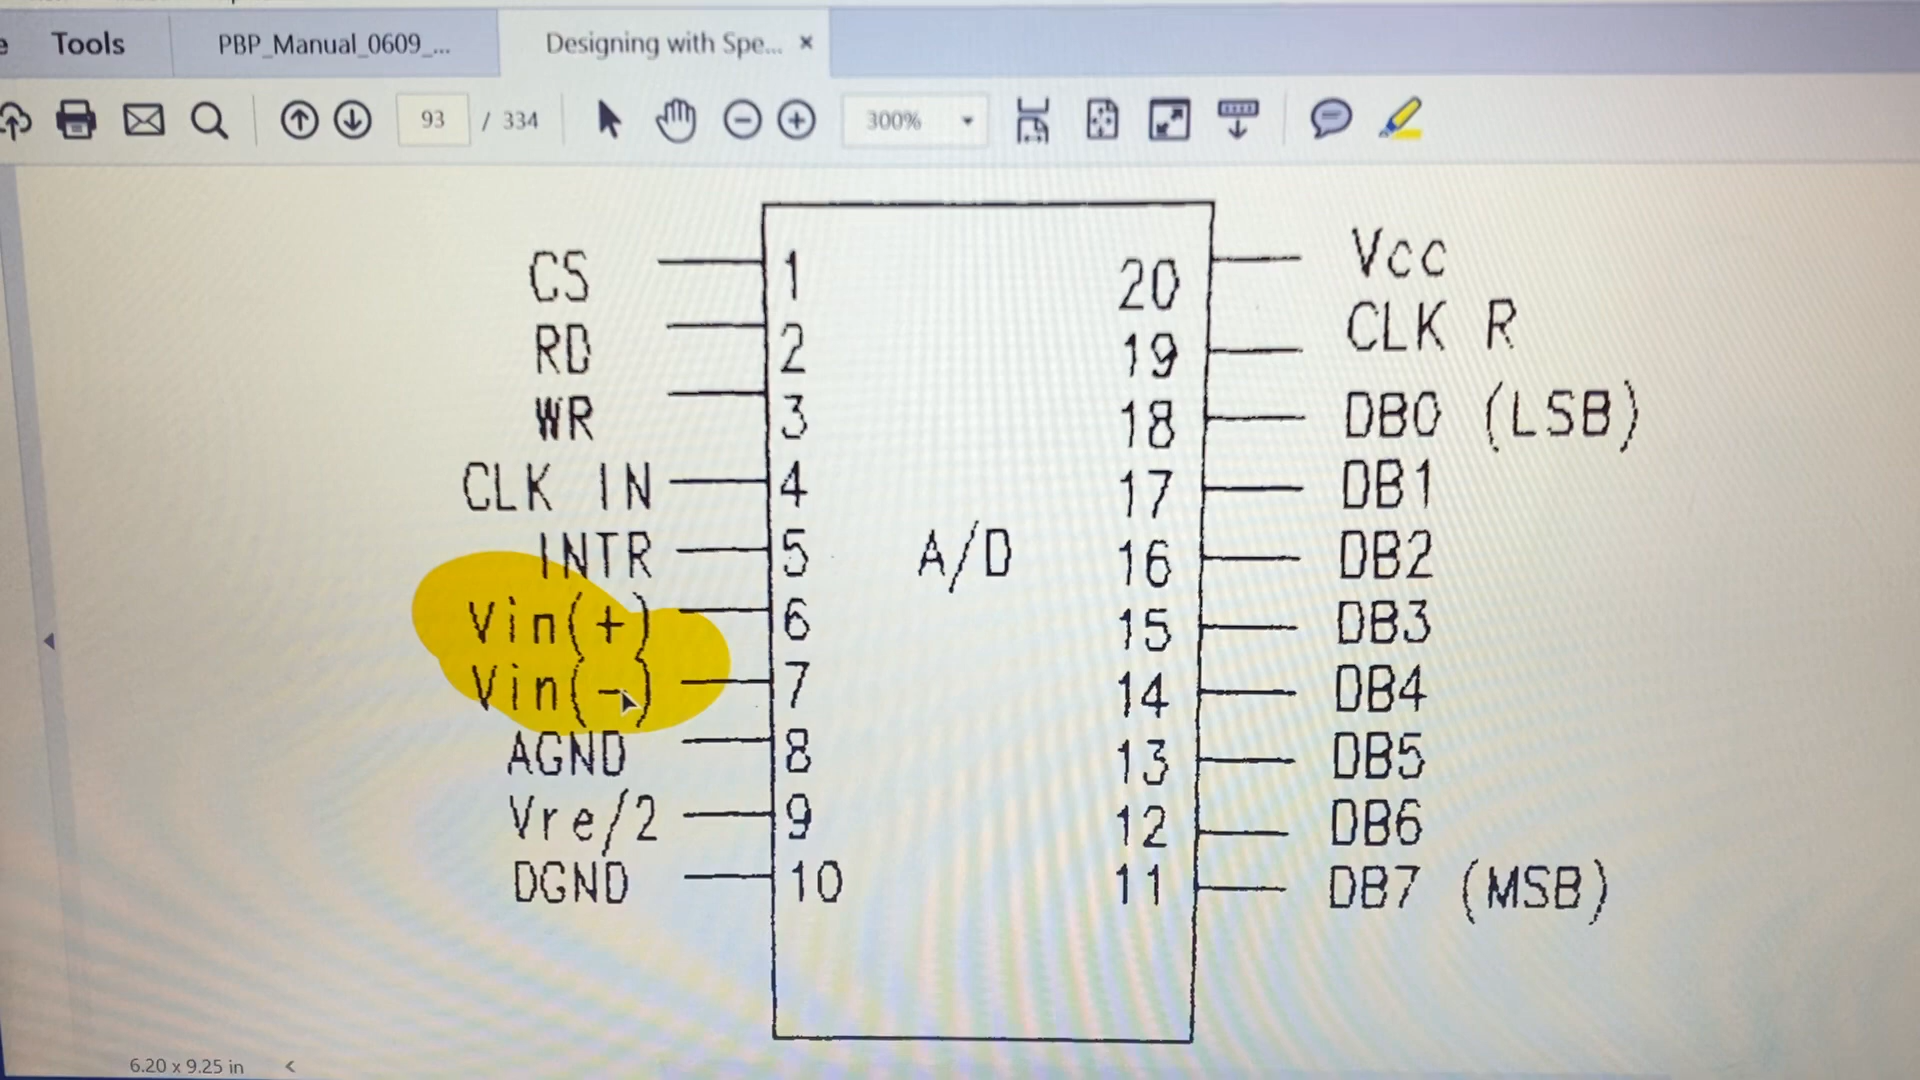 Tools PBP_Manual_0609_... Designing with Spe... ×
93 / 334 300%
CS 1 20 Vcc
RD 2 19 CLK R
WR 3 18 DB0 (LSB)
CLK IN 4 17 DB1
INTR 5 A/D 16 DB2
Vin(+) 6 15 DB3
Vin(-) 7 14 DB4
AGND 8 13 DB5
Vre/2 9 12 DB6
DGND 10 11 DB7 (MSB)
6.20 x 9.25 in <